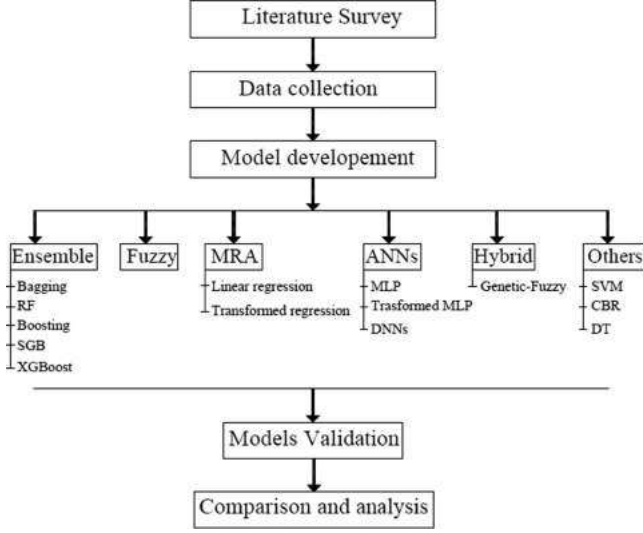 Literature Survey
Data collection
Model developement
Ensemble
Fuzzy
MRA
ANNs
Hybrid
Others
Bagging
RF
Boosting
SGB
XGBoost
Linear regression
Transformed regression
MLP
Trasformed MLP
DNNs
Genetic-Fuzzy
SVM
CBR
DT
Models Validation
Comparison and analysis